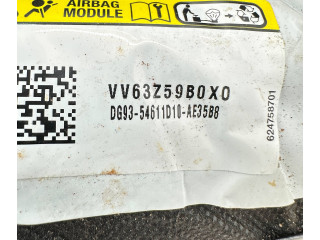 AIRBAG
MODULE
VV63Z59B0X0
DG93-54611D10-AE35B8
624758701